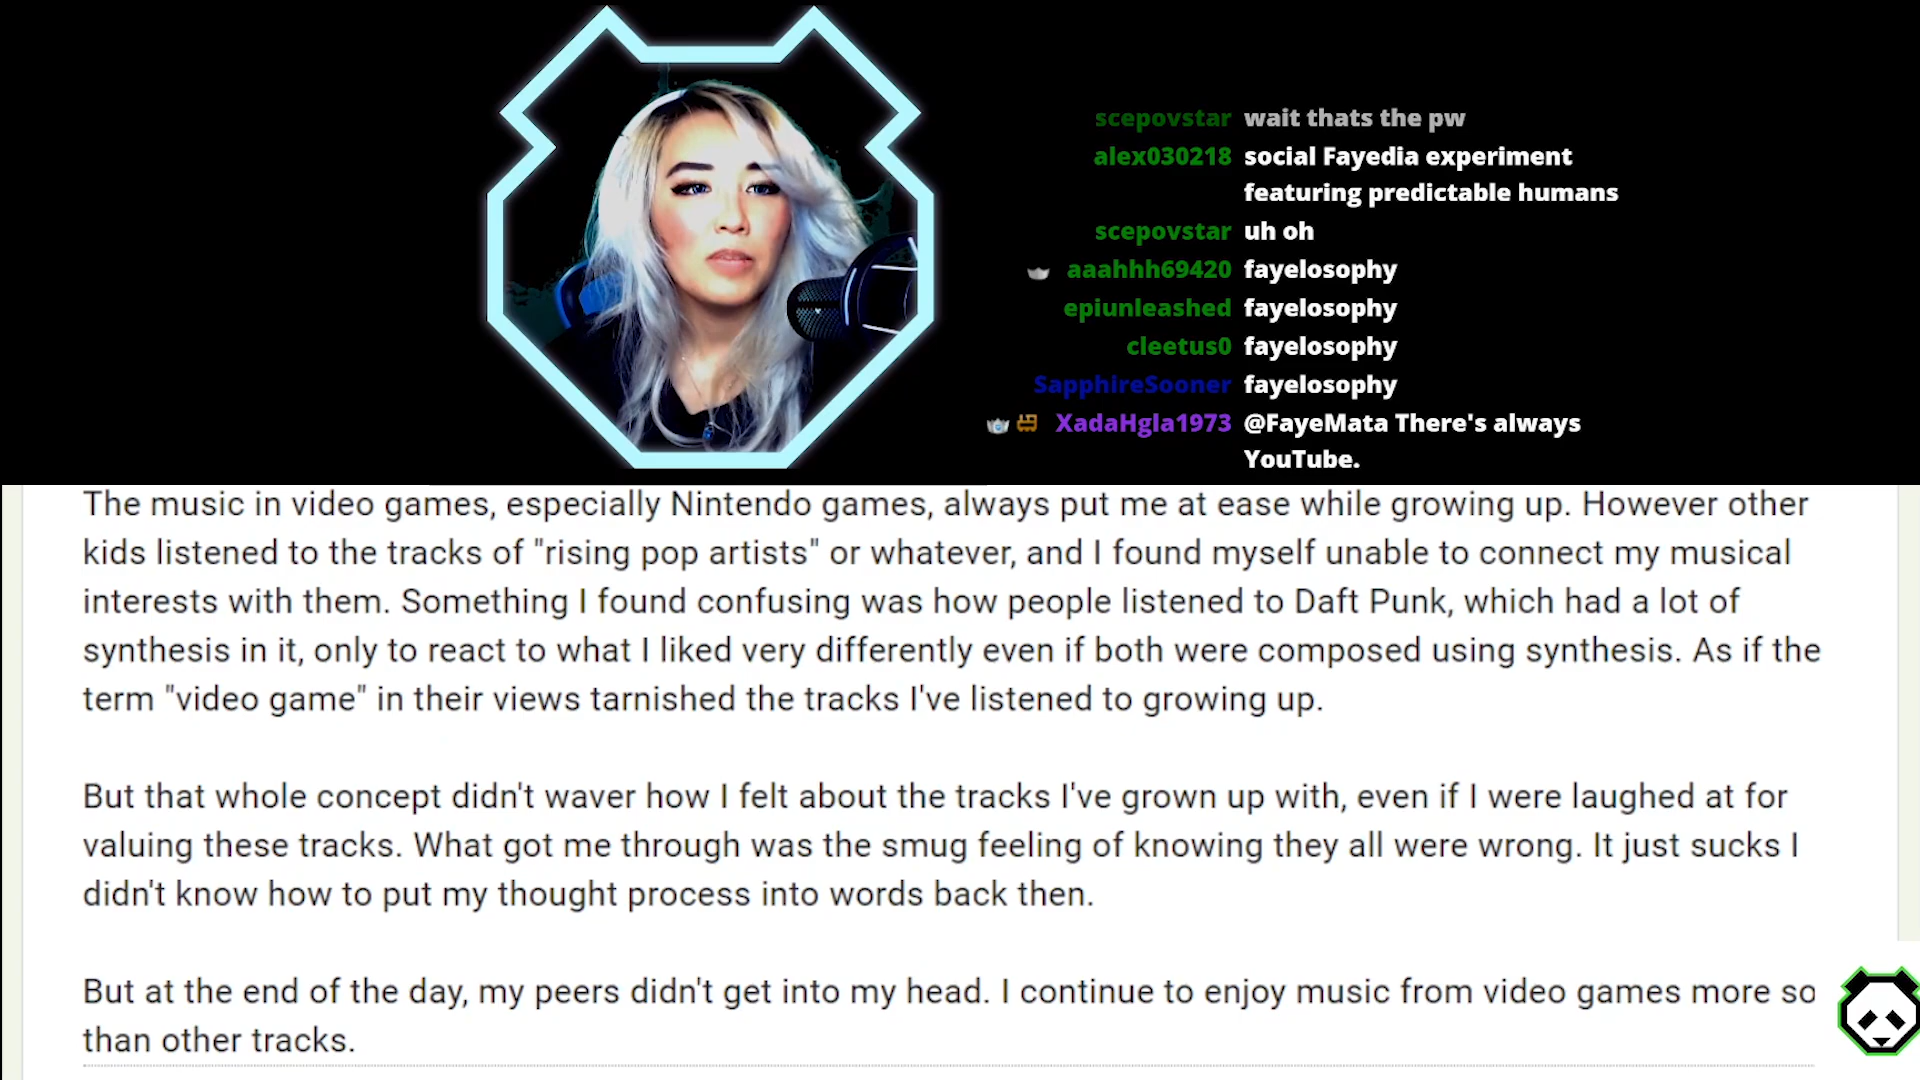 scepovstar wait thats the pw
alex030218 social Fayedia experiment
featuring predictable humans
scepovstar uh oh
aaahhh69420 fayelosophy
epiunleashed fayelosophy
cleetus0 fayelosophy
SapphireSooner fayelosophy
XadaHgla1973 @FayeMata There's always
YouTube.
The music in video games, especially Nintendo games, always put me at ease while growing up. However other
kids listened to the tracks of "rising pop artists" or whatever, and I found myself unable to connect my musical
interests with them. Something I found confusing was how people listened to Daft Punk, which had a lot of
synthesis in it, only to react to what I liked very differently even if both were composed using synthesis. As if the
term "video game" in their views tarnished the tracks I've listened to growing up.
But that whole concept didn't waver how I felt about the tracks I've grown up with, even if I were laughed at for
valuing these tracks. What got me through was the smug feeling of knowing they all were wrong. It just sucks I
didn't know how to put my thought process into words back then.
But at the end of the day, my peers didn't get into my head. I continue to enjoy music from video games more so
than other tracks.